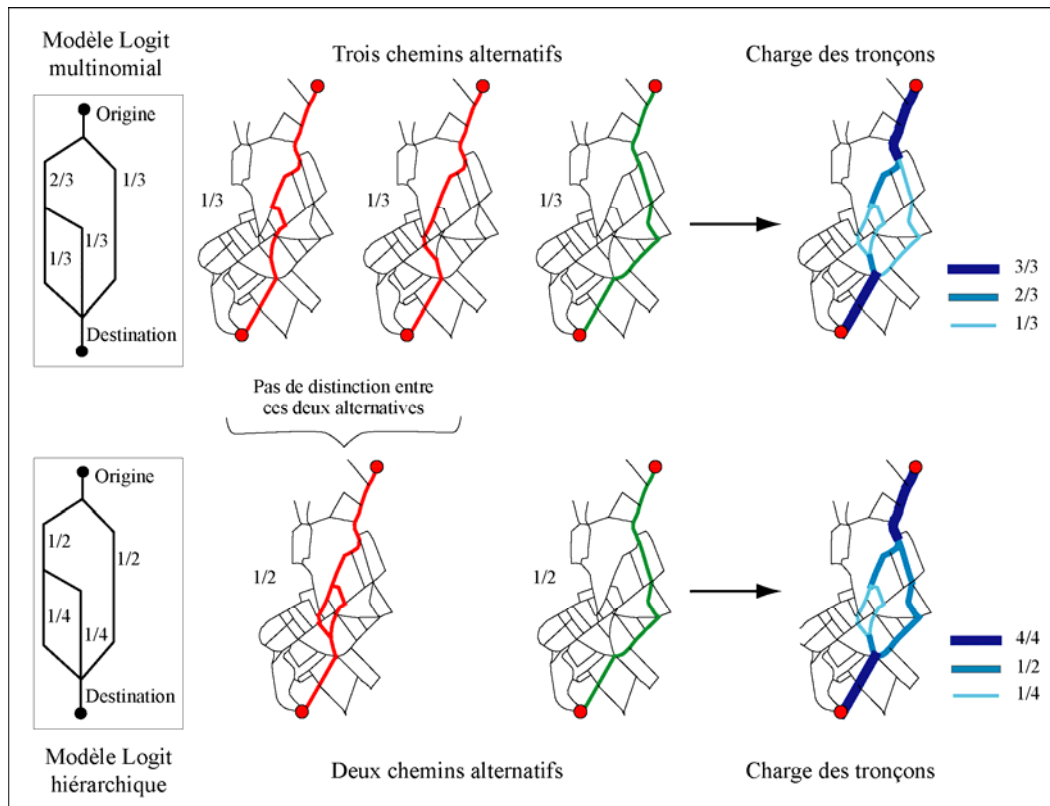 Modèle Logit
multinomial
Trois chemins alternatifs
Charge des tronçons
Origine
2/3
1/3
1/3
1/3
Destination
1/3
1/3
1/3
3/3
2/3
1/3
Pas de distinction entre
ces deux alternatives
Origine
1/2
1/2
1/4
1/4
Destination
1/2
1/2
4/4
1/2
1/4
Modèle Logit
hiérarchique
Deux chemins alternatifs
Charge des tronçons